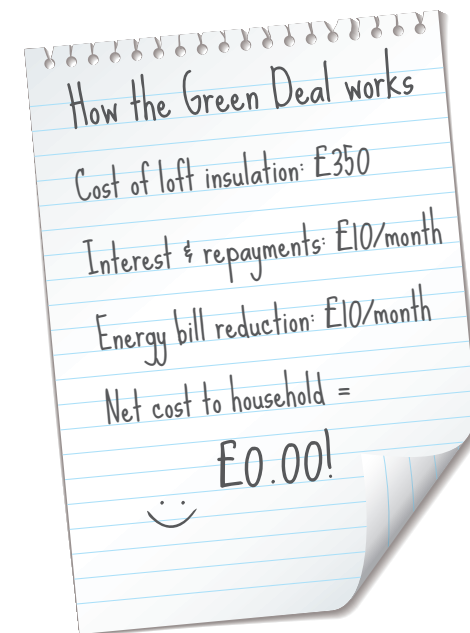 How the Green Deal works
Cost of loft insulation: £350
Interest & repayments: £10/month
Energy bill reduction: £10/month
Net cost to household =
£0.00!